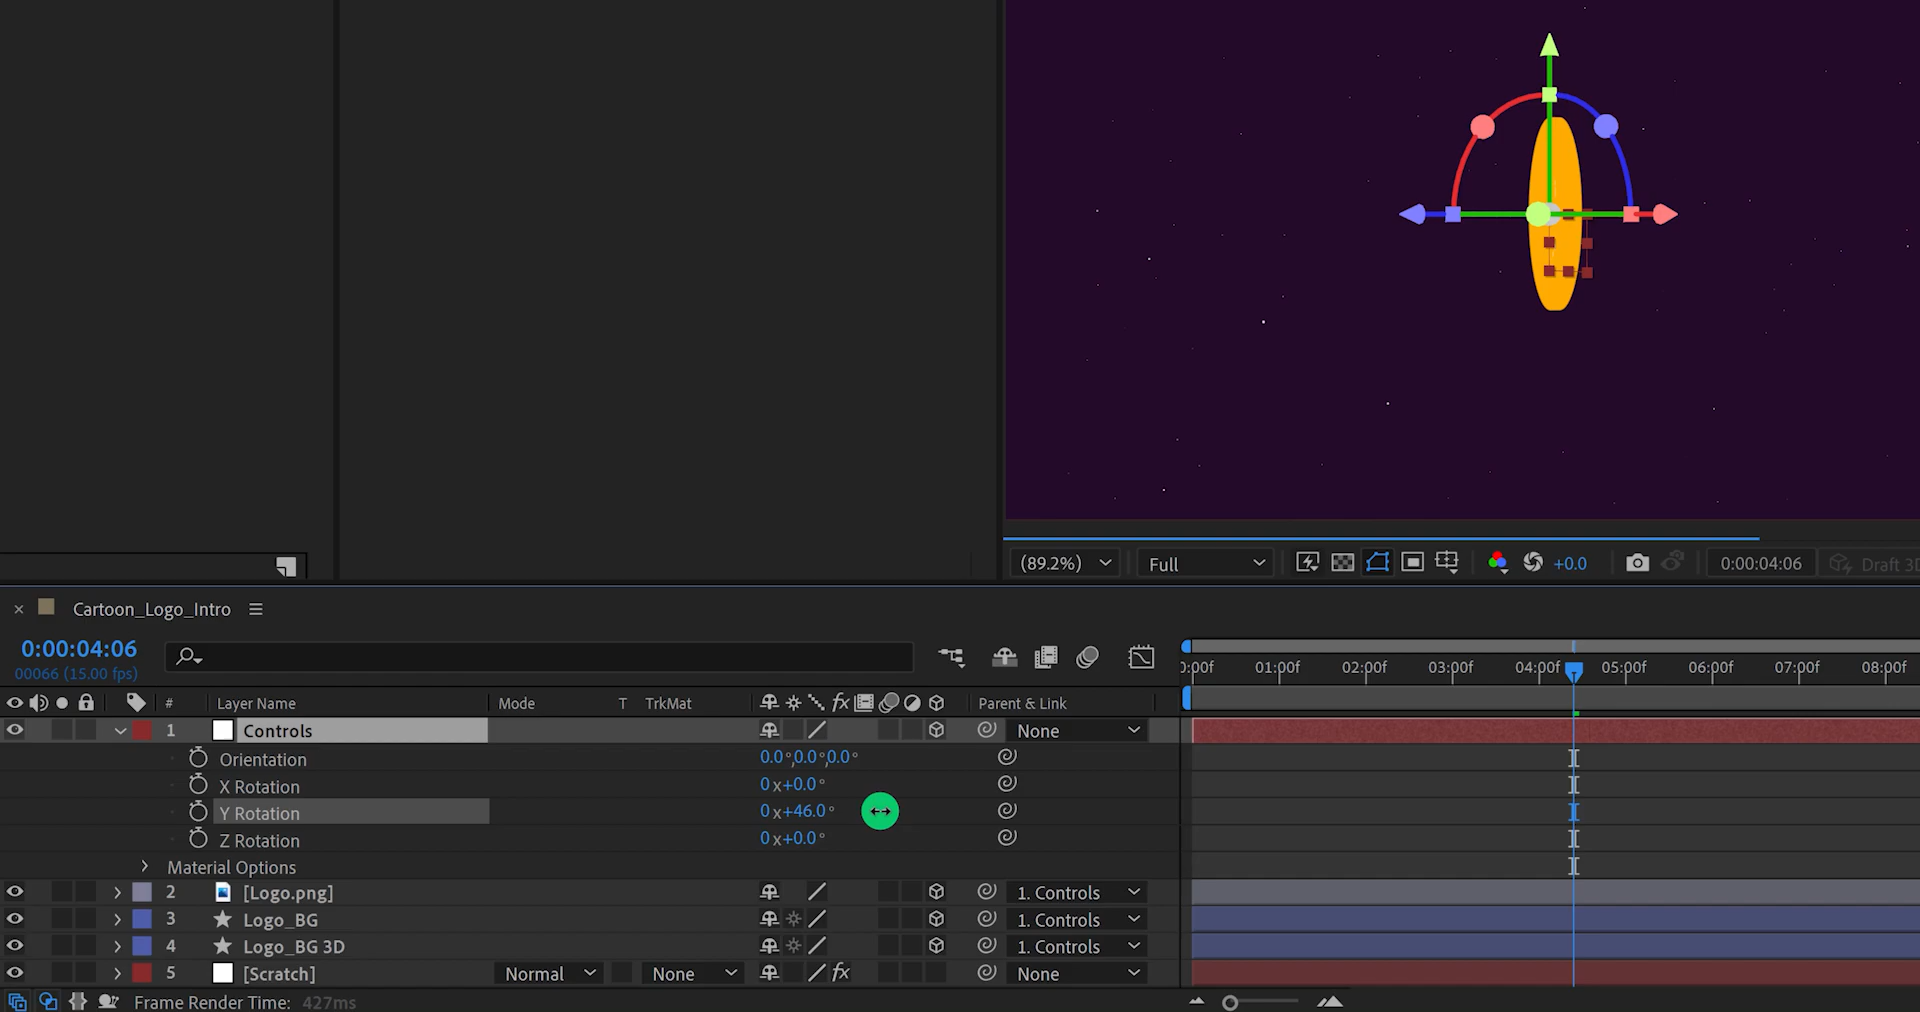 (89.2%) Full +0.0 0:00:04:06 Draft 3D
× Cartoon_Logo_Intro
0:00:04:06
00066 (15.00 fps)
0:00f 01:00f 02:00f 03:00f 04:00f 05:00f 06:00f 07:00f 08:00f
# Layer Name Mode T TrkMat fx Parent & Link
1 Controls None
Orientation 0.0°,0.0°,0.0°
X Rotation 0x+0.0°
Y Rotation 0x+46.0°
Z Rotation 0x+0.0°
Material Options
2 [Logo.png] 1. Controls
3 Logo_BG 1. Controls
4 Logo_BG 3D 1. Controls
5 [Scratch] Normal None fx None
Frame Render Time: 427ms